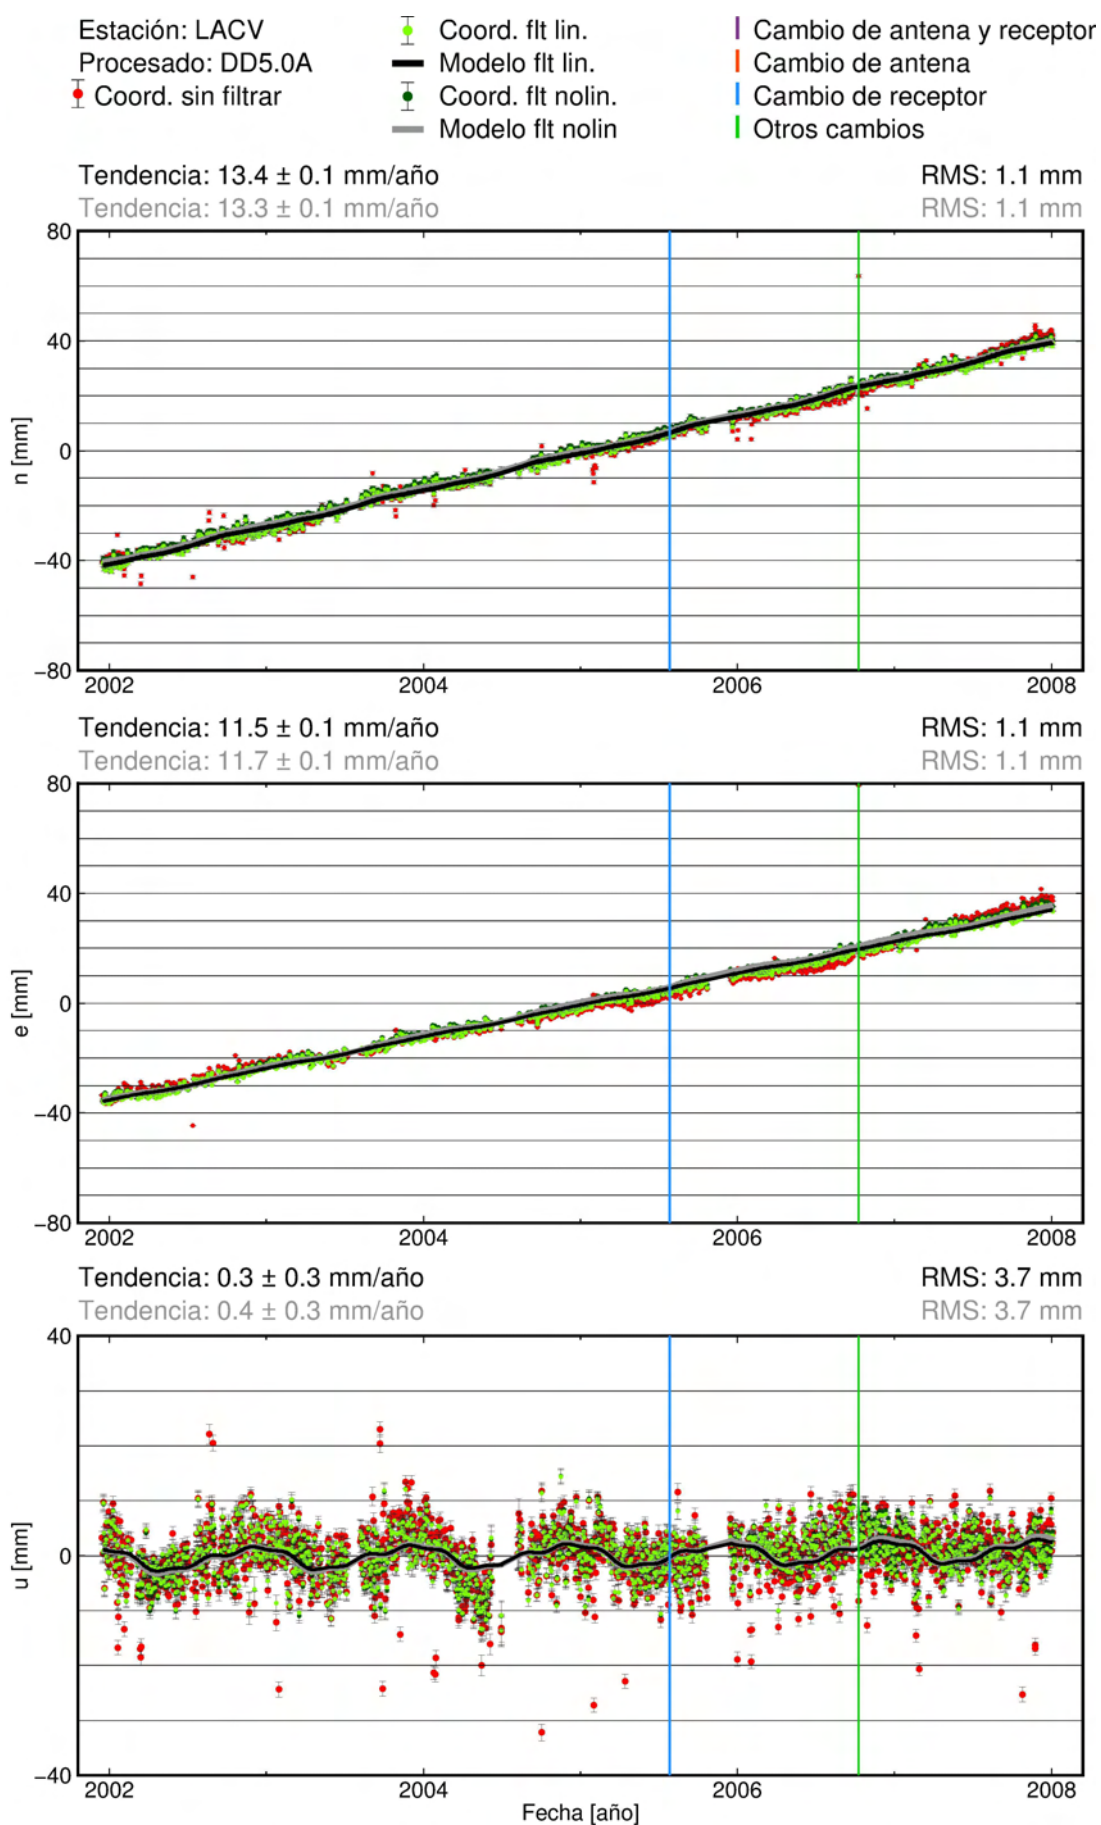 Estación: LACV
Procesado: DD5.0A
Coord. sin filtrar
Coord. flt lin.
Modelo flt lin.
Coord. flt nolin.
Modelo flt nolin
Cambio de antena y receptor
Cambio de antena
Cambio de receptor
Otros cambios
Tendencia: 13.4 ± 0.1 mm/año RMS: 1.1 mm
Tendencia: 13.3 ± 0.1 mm/año RMS: 1.1 mm
80
40
0
−40
−80
n [mm]
2002 2004 2006 2008
Tendencia: 11.5 ± 0.1 mm/año RMS: 1.1 mm
Tendencia: 11.7 ± 0.1 mm/año RMS: 1.1 mm
80
40
0
−40
−80
e [mm]
2002 2004 2006 2008
Tendencia: 0.3 ± 0.3 mm/año RMS: 3.7 mm
Tendencia: 0.4 ± 0.3 mm/año RMS: 3.7 mm
40
20
0
−20
−40
u [mm]
2002 2004 2006 2008
Fecha [año]